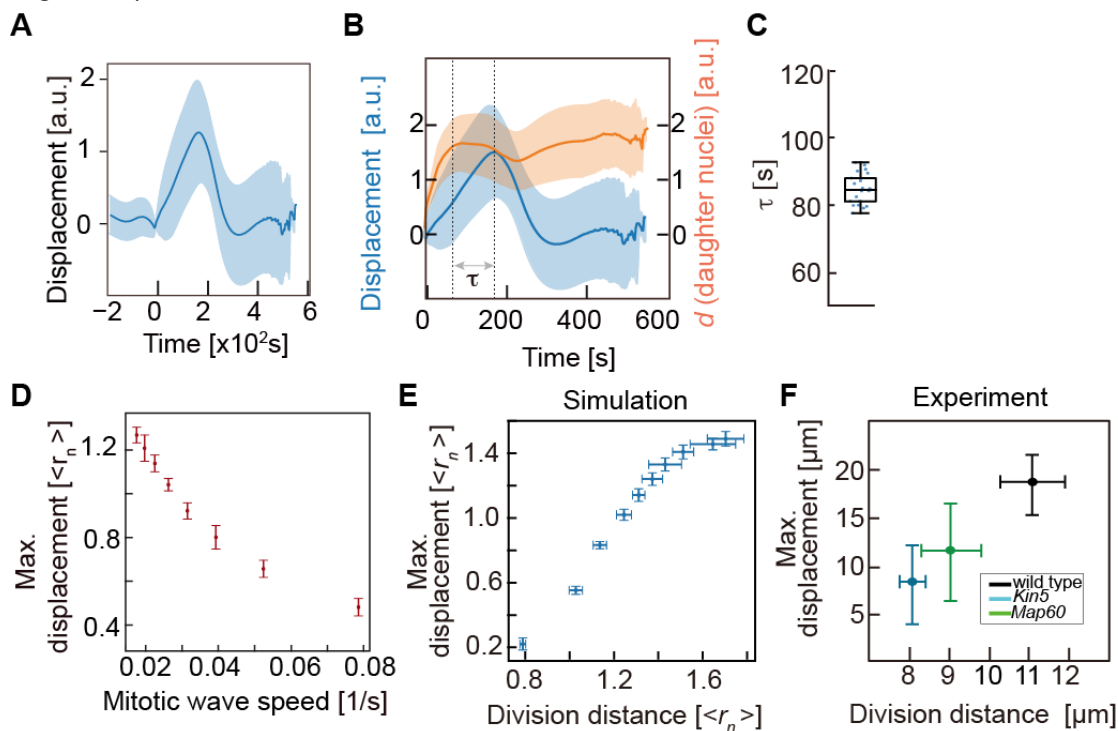 A
Displacement [a.u.]
2
1
0
−2 0 2 4 6
Time [x10²s]
B
Displacement [a.u.]
2
1
0
τ
2
1
0
d (daughter nuclei) [a.u.]
0 200 400 600
Time [s]
C
τ [s]
120
100
80
60
D
Max.
displacement [<r_n>]
1.2
0.8
0.4
0.02 0.04 0.06 0.08
Mitotic wave speed [1/s]
E
Simulation
Max.
displacement [<r_n>]
1.4
1.0
0.6
0.2
0.8 1.2 1.6
Division distance [<r_n>]
F
Experiment
Max.
displacement [µm]
20
15
10
5
wild type
Kin5
Map60
8 9 10 11 12
Division distance [µm]